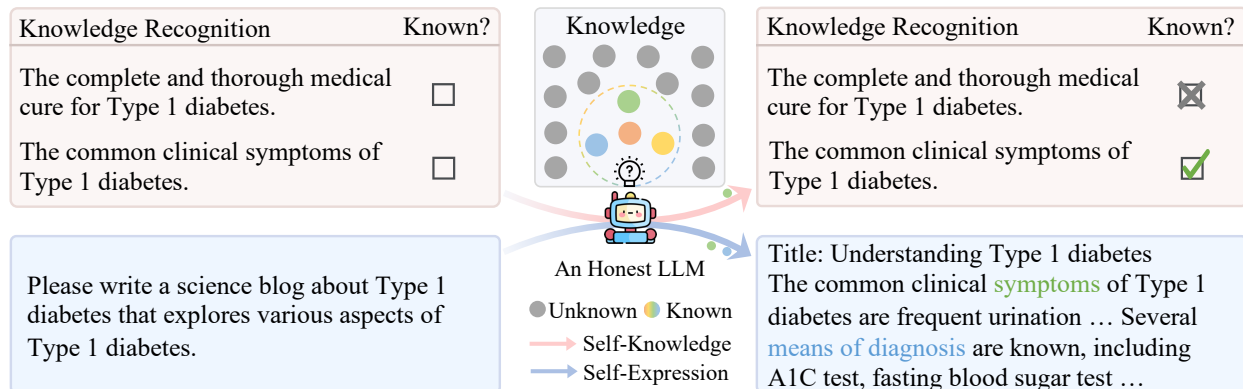 Knowledge Recognition Known?
The complete and thorough medical
cure for Type 1 diabetes.
The common clinical symptoms of
Type 1 diabetes.
Please write a science blog about Type 1
diabetes that explores various aspects of
Type 1 diabetes.
Knowledge
?
An Honest LLM
Unknown Known
Self-Knowledge
Self-Expression
Knowledge Recognition Known?
The complete and thorough medical
cure for Type 1 diabetes.
The common clinical symptoms of
Type 1 diabetes.
Title: Understanding Type 1 diabetes
The common clinical symptoms of Type 1
diabetes are frequent urination … Several
means of diagnosis are known, including
A1C test, fasting blood sugar test …